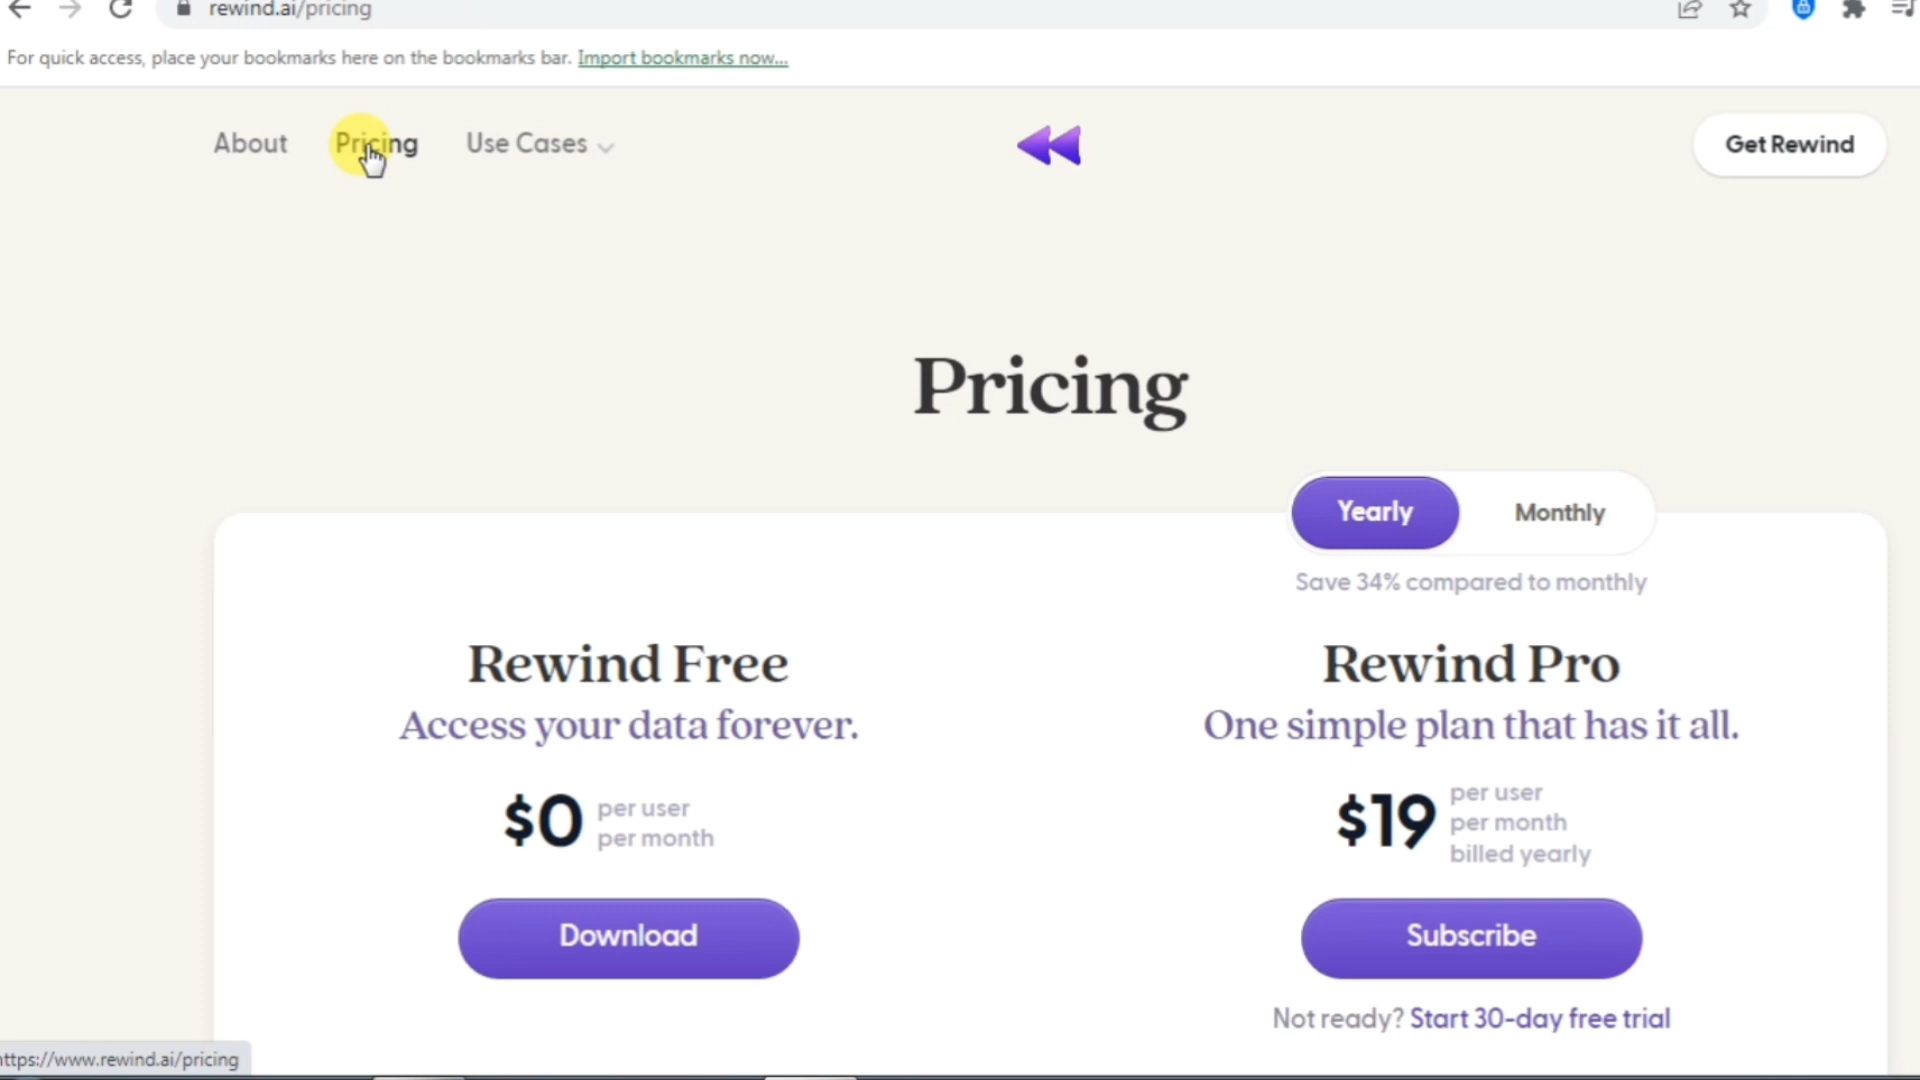 rewind.ai/pricing
For quick access, place your bookmarks here on the bookmarks bar. Import bookmarks now...
About Pricing Use Cases Get Rewind
Pricing
Yearly Monthly
Save 34% compared to monthly
Rewind Free
Access your data forever.
$0 per user
per month
Download
Rewind Pro
One simple plan that has it all.
$19 per user
per month
billed yearly
Subscribe
Not ready? Start 30-day free trial
ttps://www.rewind.ai/pricing